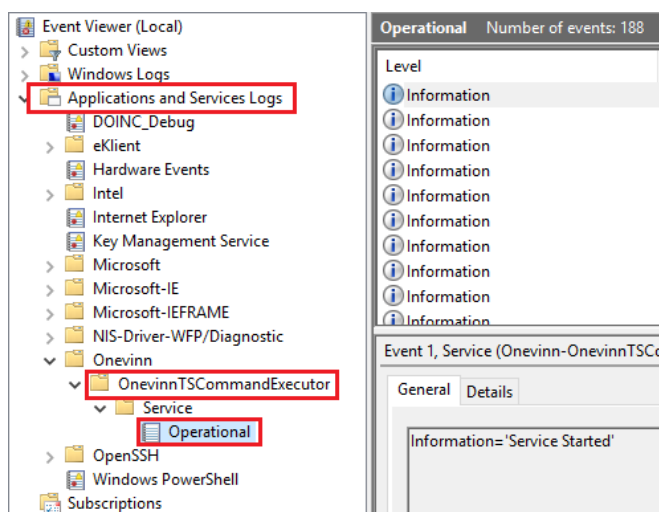 Event Viewer (Local)
Custom Views
Windows Logs
Applications and Services Logs
DOINC_Debug
eKlient
Hardware Events
Intel
Internet Explorer
Key Management Service
Microsoft
Microsoft-IE
Microsoft-IEFRAME
NIS-Driver-WFP/Diagnostic
Onevinn
OnevinnTSCommandExecutor
Service
Operational
OpenSSH
Windows PowerShell
Subscriptions
Operational Number of events: 188
Level
Information
Information
Information
Information
Information
Information
Information
Information
Information
Information
Event 1, Service (Onevinn-OnevinnTSCo
General Details
Information='Service Started'